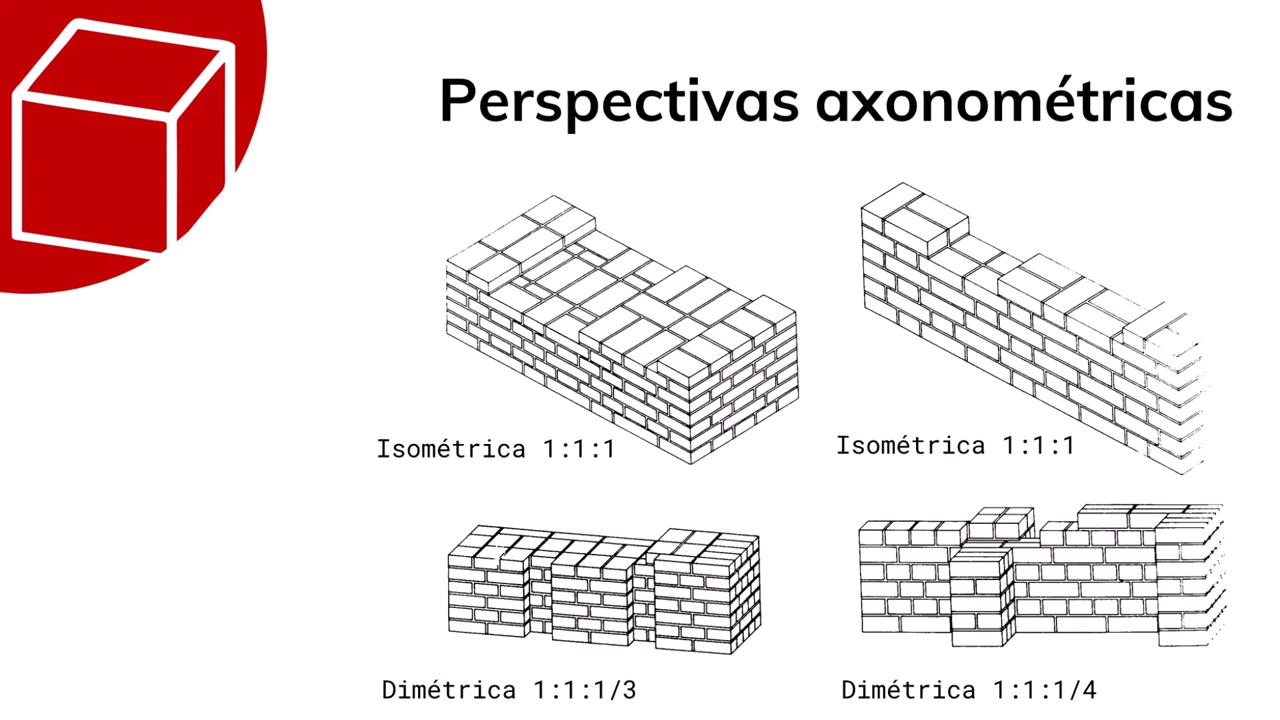 Perspectivas axonométricas
Isométrica 1:1:1
Isométrica 1:1:1
Dimétrica 1:1:1/3
Dimétrica 1:1:1/4